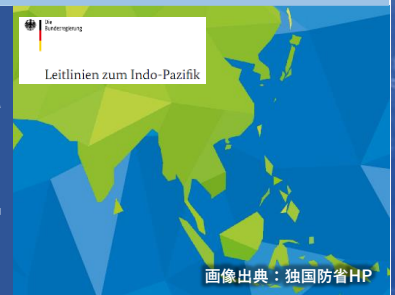 Die
Bundesregierung
Leitlinien zum Indo-Pazifik
画像出典：独国防省HP